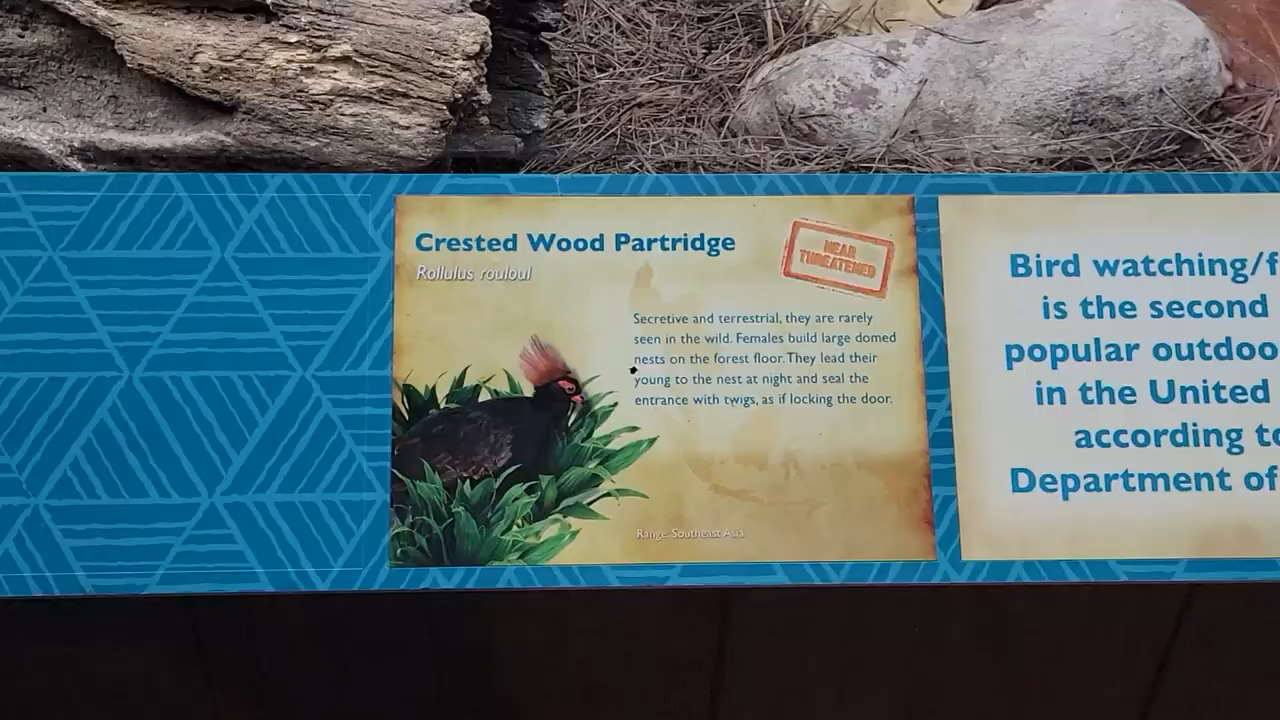 Crested Wood Partridge
Rollulus rouloul
NEAR
THREATENED
Secretive and terrestrial, they are rarely
seen in the wild. Females build large domed
nests on the forest floor. They lead their
young to the nest at night and seal the
entrance with twigs, as if locking the door.
Range: Southeast Asia
Bird watching/f
is the second
popular outdoo
in the United
according to
Department of